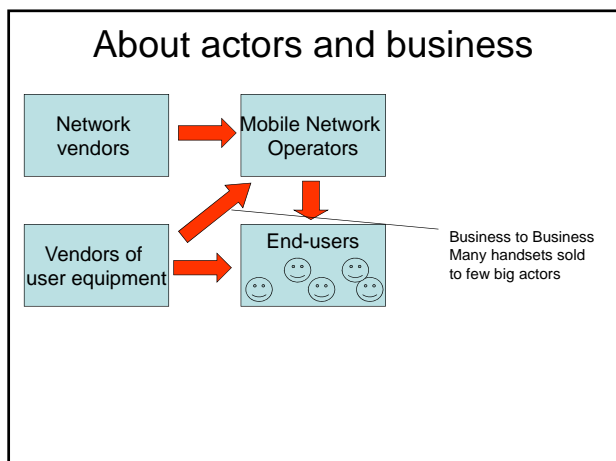 About actors and business
Network
vendors
Mobile Network
Operators
Vendors of
user equipment
End-users
Business to Business
Many handsets sold
to few big actors